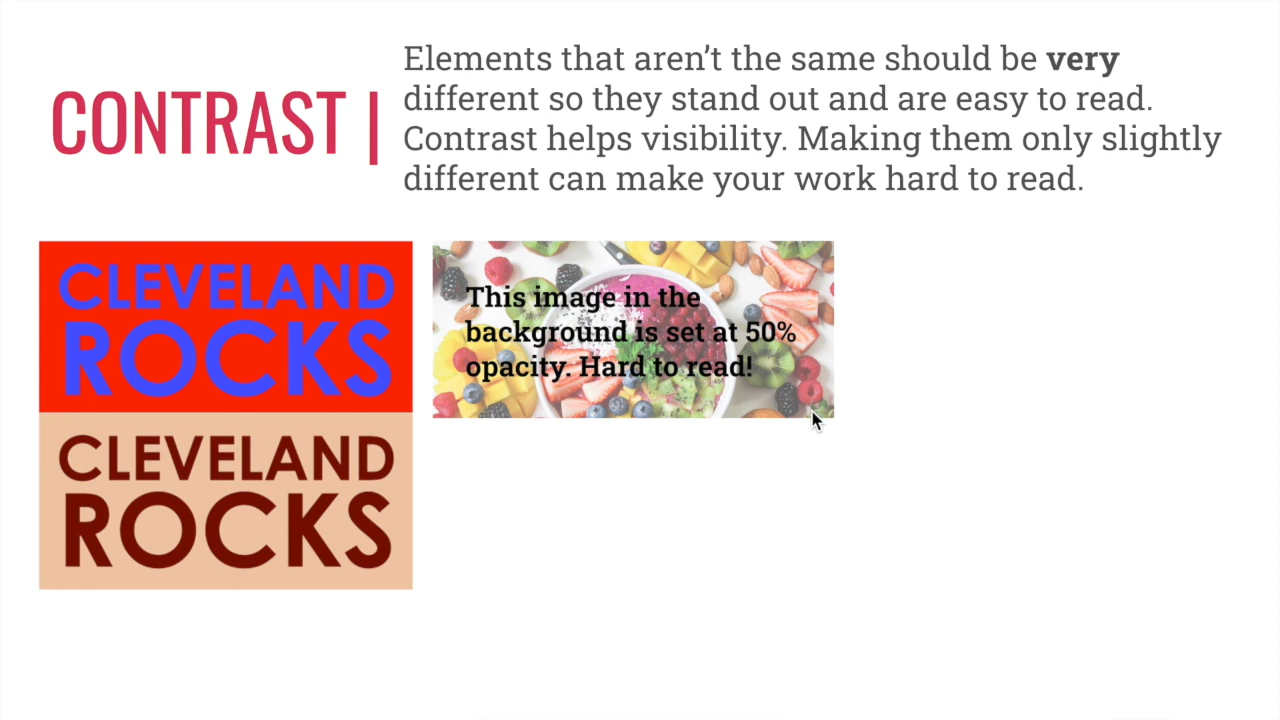 CONTRAST |
Elements that aren’t the same should be very
different so they stand out and are easy to read.
Contrast helps visibility. Making them only slightly
different can make your work hard to read.
CLEVELAND
ROCKS
CLEVELAND
ROCKS
This image in the
background is set at 50%
opacity. Hard to read!